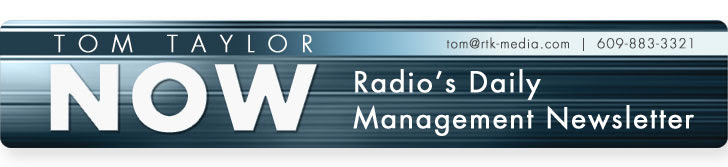 TOM TAYLOR
tom@rtk-media.com | 609-883-3321
NOW
Radio's Daily
Management Newsletter